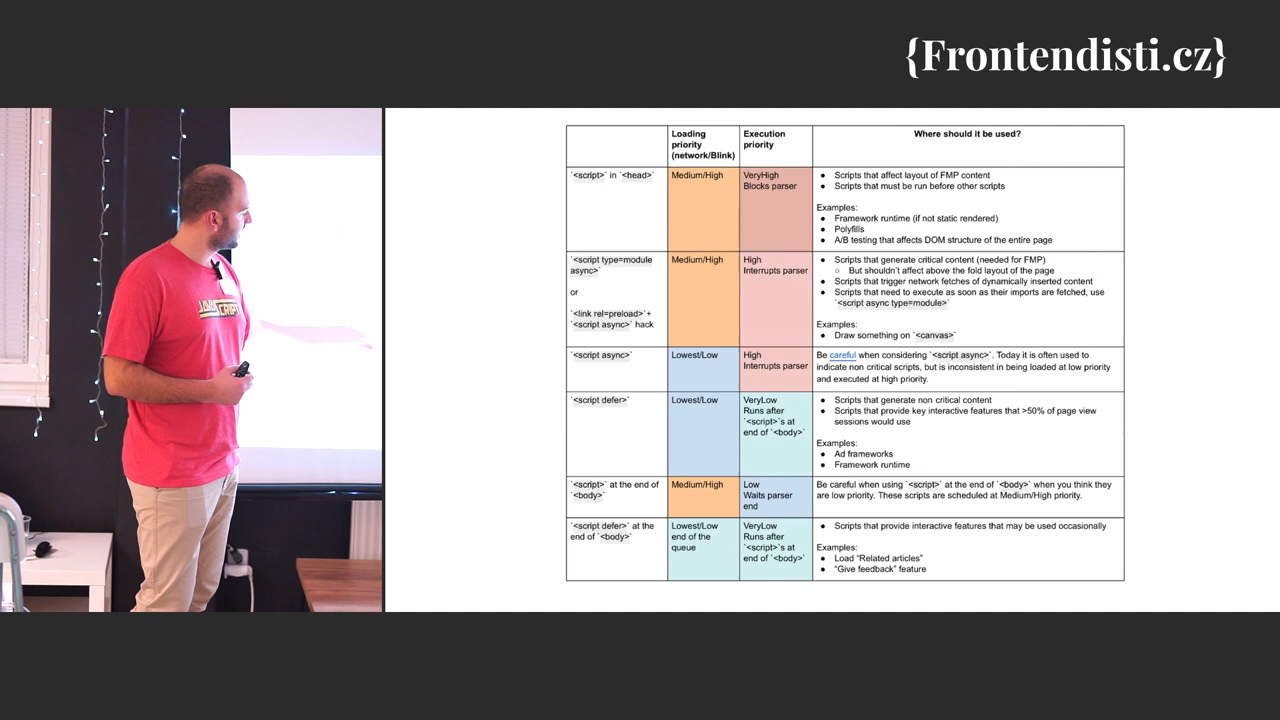 {Frontendisti.cz}
Loading
priority
(network/Blink)
Execution
priority
Where should it be used?
`<script>` in `<head>`
Medium/High
VeryHigh
Blocks parser
● Scripts that affect layout of FMP content
● Scripts that must be run before other scripts
Examples:
● Framework runtime (if not static rendered)
● Polyfills
● A/B testing that affects DOM structure of the entire page
`<script type=module
async>`
or
`<link rel=preload>`+
`<script async>` hack
Medium/High
High
Interrupts parser
● Scripts that generate critical content (needed for FMP)
○ But shouldn't affect above the fold layout of the page
● Scripts that trigger network fetches of dynamically inserted content
● Scripts that need to execute as soon as their imports are fetched, use
`<script async type=module>`
Examples:
● Draw something on `<canvas>`
`<script async>`
Lowest/Low
High
Interrupts parser
Be careful when considering `<script async>`. Today it is often used to
indicate non critical scripts, but is inconsistent in being loaded at low priority
and executed at high priority.
`<script defer>`
Lowest/Low
VeryLow
Runs after
`<script>`s at
end of `<body>`
● Scripts that generate non critical content
● Scripts that provide key interactive features that >50% of page view
sessions would use
Examples:
● Ad frameworks
● Framework runtime
`<script>` at the end of
`<body>`
Medium/High
Low
Waits parser
end
Be careful when using `<script>` at the end of `<body>` when you think they
are low priority. These scripts are scheduled at Medium/High priority.
`<script defer>` at the
end of `<body>`
Lowest/Low
end of the
queue
VeryLow
Runs after
`<script>`s at
end of `<body>`
● Scripts that provide interactive features that may be used occasionally
Examples:
● Load "Related articles"
● "Give feedback" feature